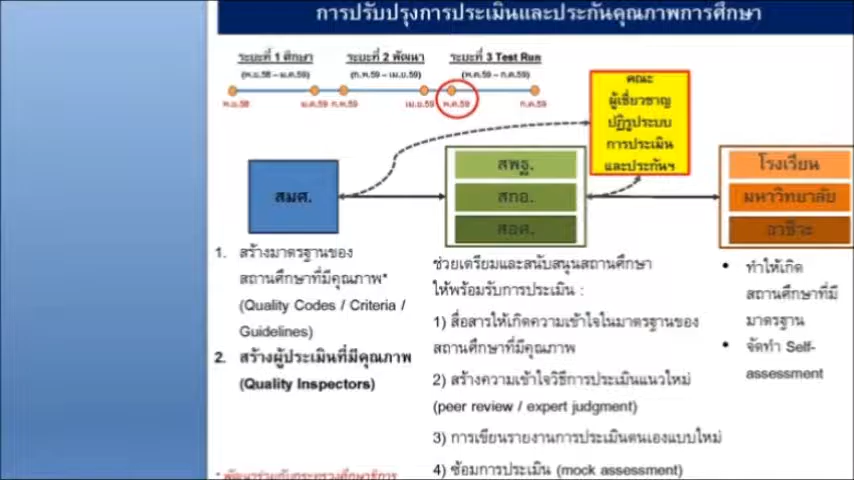 การปรับปรุงการประเมินและประกันคุณภาพการศึกษา
ระยะที่ 1 ศึกษา
(พ.ย.58 – ม.ค.59)
ระยะที่ 2 พัฒนา
(ก.พ.59 – เม.ย.59)
ระยะที่ 3 Test Run
(พ.ค.59 – ก.ค.59)
พ.ย.58
ม.ค.59
ก.พ.59
เม.ย.59
พ.ค.59
ก.ค.59
คณะ
ผู้เชี่ยวชาญ
ปฏิรูประบบ
การประเมิน
และประกันฯ
สมศ.
สพฐ.
สกอ.
สอศ.
โรงเรียน
มหาวิทยาลัย
อาชีวะ
1. สร้างมาตรฐานของ
สถานศึกษาที่มีคุณภาพ*
(Quality Codes / Criteria /
Guidelines)
2. สร้างผู้ประเมินที่มีคุณภาพ
(Quality Inspectors)
* พัฒนาร่วมกับกระทรวงศึกษาธิการ
ช่วยเตรียมและสนับสนุนสถานศึกษา
ให้พร้อมรับการประเมิน :
1) สื่อสารให้เกิดความเข้าใจในมาตรฐานของ
สถานศึกษาที่มีคุณภาพ
2) สร้างความเข้าใจวิธีการประเมินแนวใหม่
(peer review / expert judgment)
3) การเขียนรายงานการประเมินตนเองแบบใหม่
4) ซ้อมการประเมิน (mock assessment)
• ทำให้เกิด
สถานศึกษาที่มี
มาตรฐาน
• จัดทำ Self-
assessment